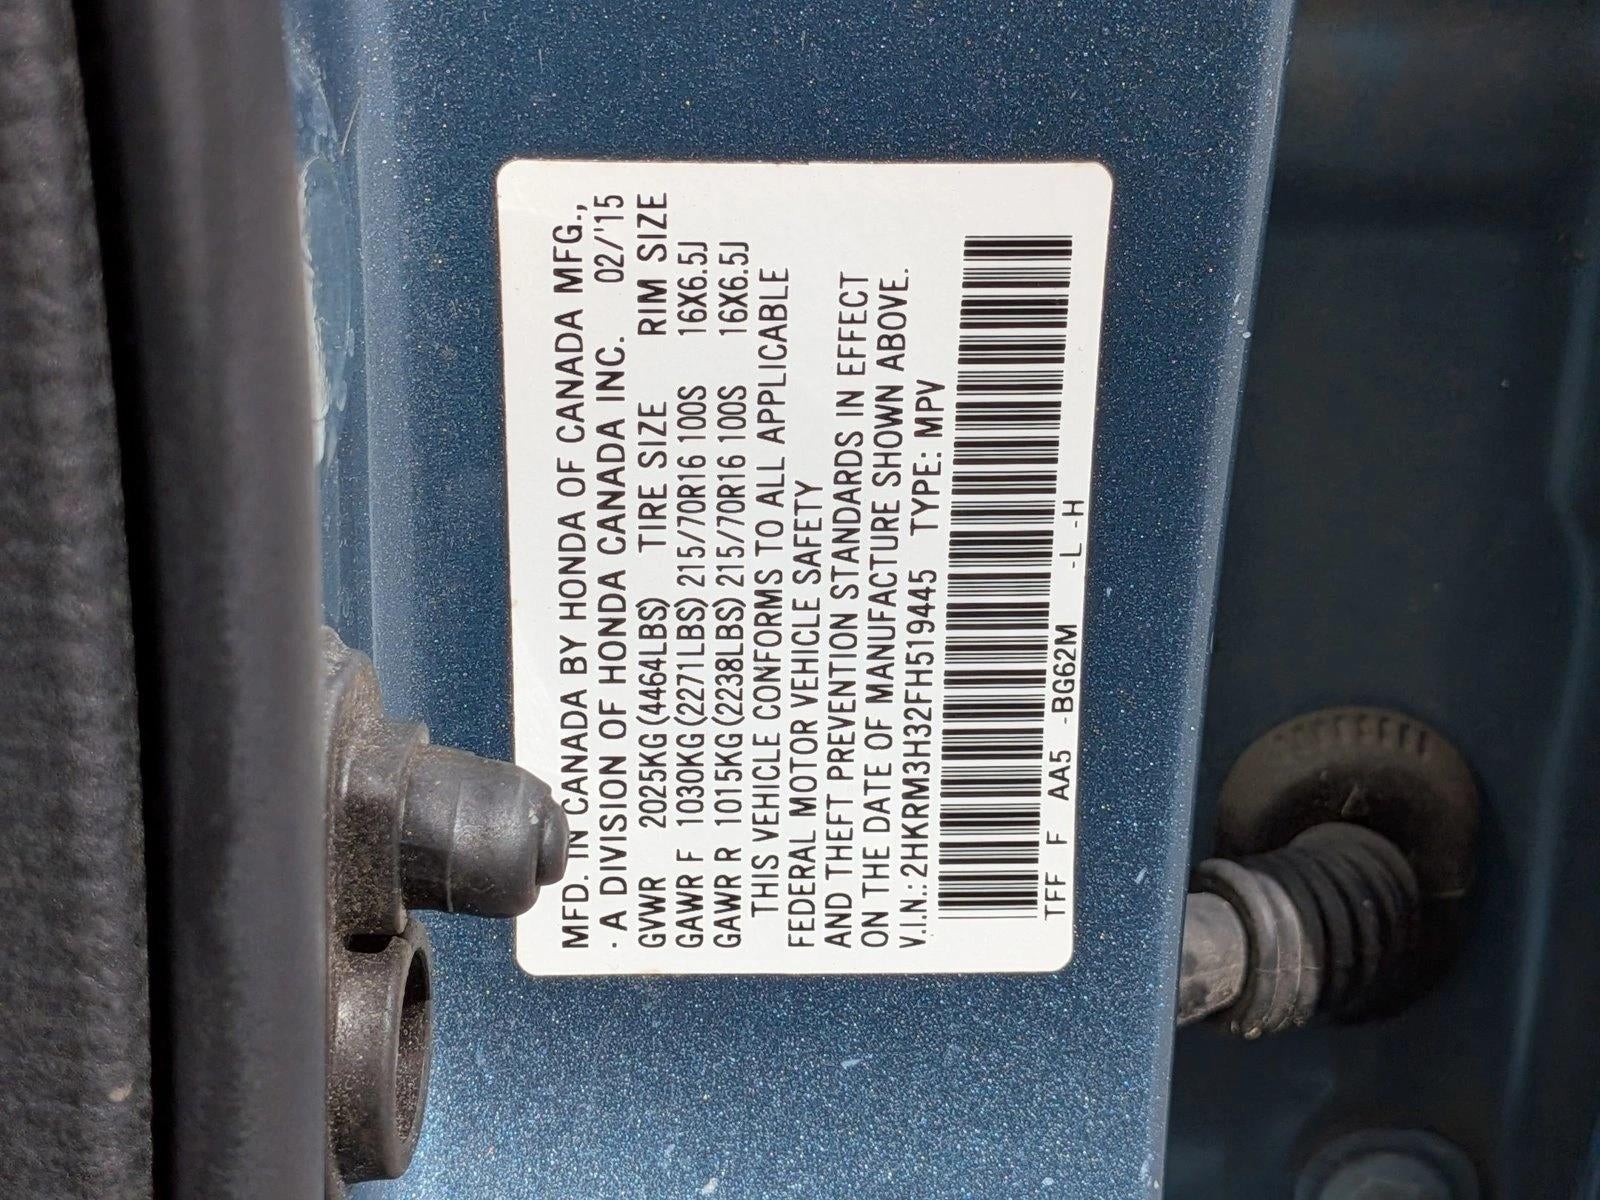 MFD. IN CANADA BY HONDA OF CANADA MFG.,
· A DIVISION OF HONDA CANADA INC. 02/'15
GVWR 2025KG(4464LBS) TIRE SIZE RIM SIZE
GAWR F 1030KG(2271LBS) 215/70R16 100S 16X6.5J
GAWR R 1015KG(2238LBS) 215/70R16 100S 16X6.5J
THIS VEHICLE CONFORMS TO ALL APPLICABLE
FEDERAL MOTOR VEHICLE SAFETY
AND THEFT PREVENTION STANDARDS IN EFFECT
ON THE DATE OF MANUFACTURE SHOWN ABOVE.
V.I.N.: 2HKRM3H32FH519445 TYPE: MPV
TFF F AA5 -BG62M -L -H